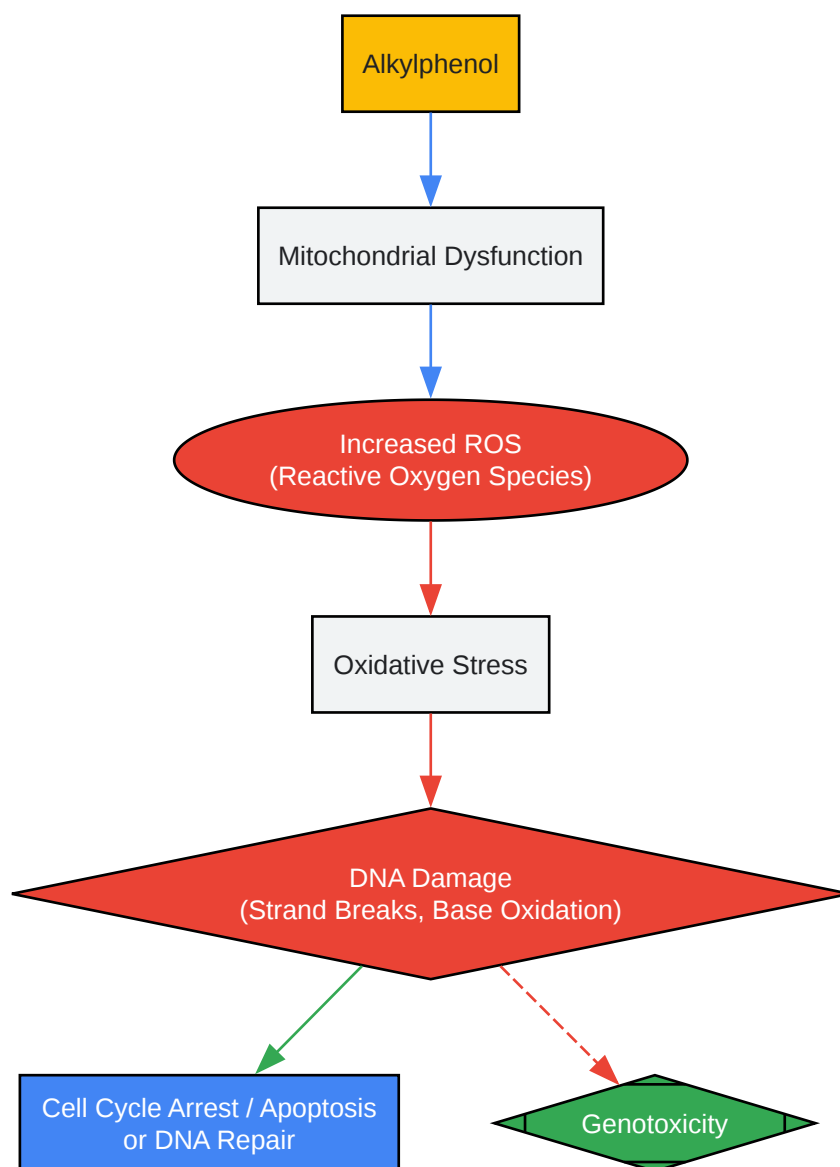 Alkylphenol
Mitochondrial Dysfunction
Increased ROS
(Reactive Oxygen Species)
Oxidative Stress
DNA Damage
(Strand Breaks, Base Oxidation)
Cell Cycle Arrest / Apoptosis
or DNA Repair
Genotoxicity